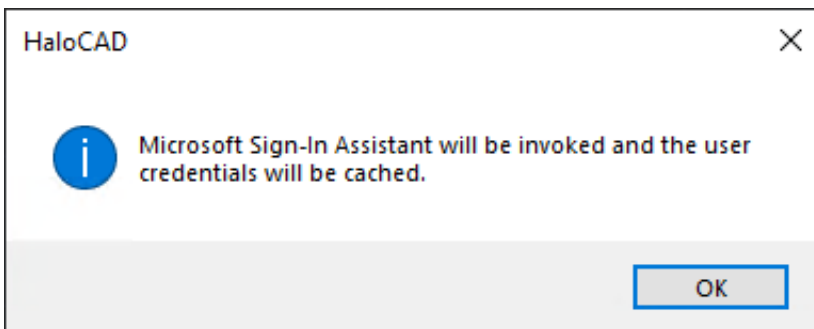 HaloCAD
Microsoft Sign-In Assistant will be invoked and the user
credentials will be cached.
OK